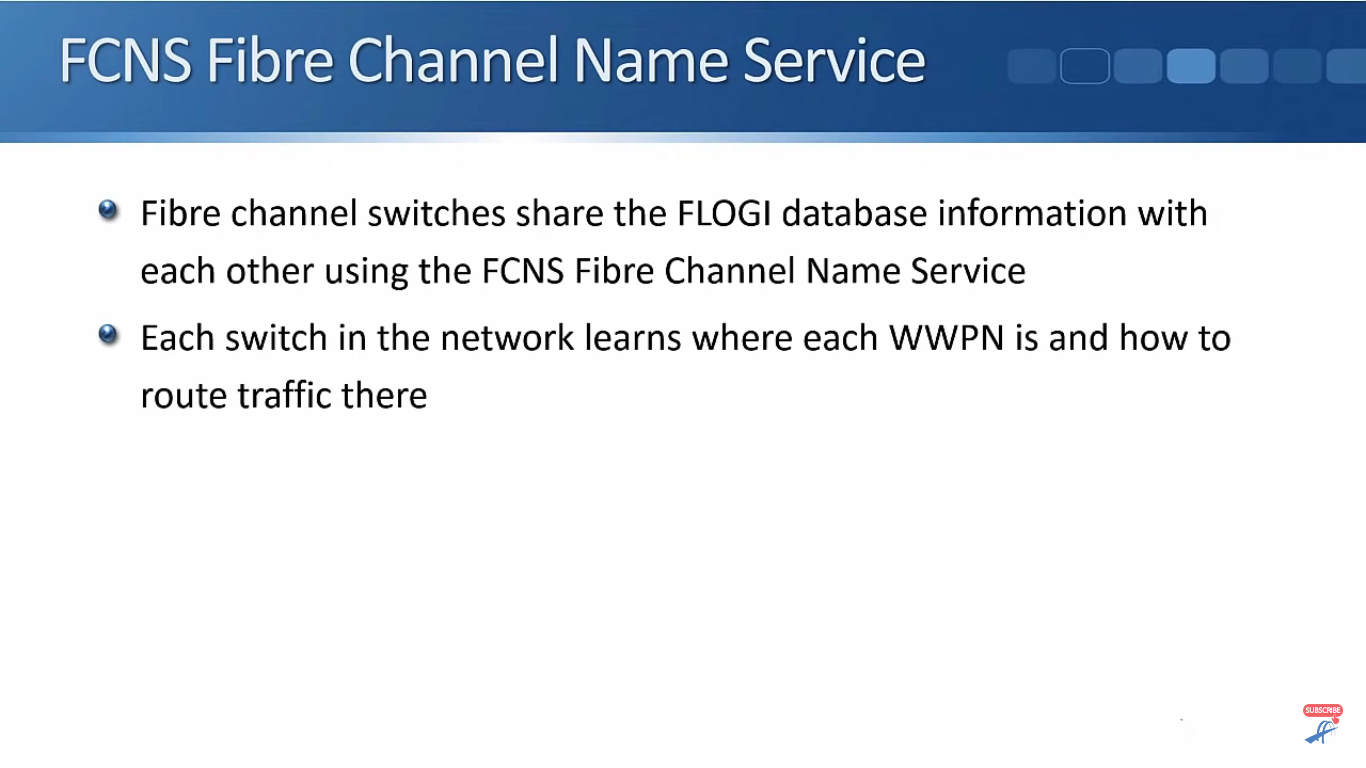 FCNS Fibre Channel Name Service
Fibre channel switches share the FLOGI database information with
each other using the FCNS Fibre Channel Name Service
Each switch in the network learns where each WWPN is and how to
route traffic there
SUBSCRIBE